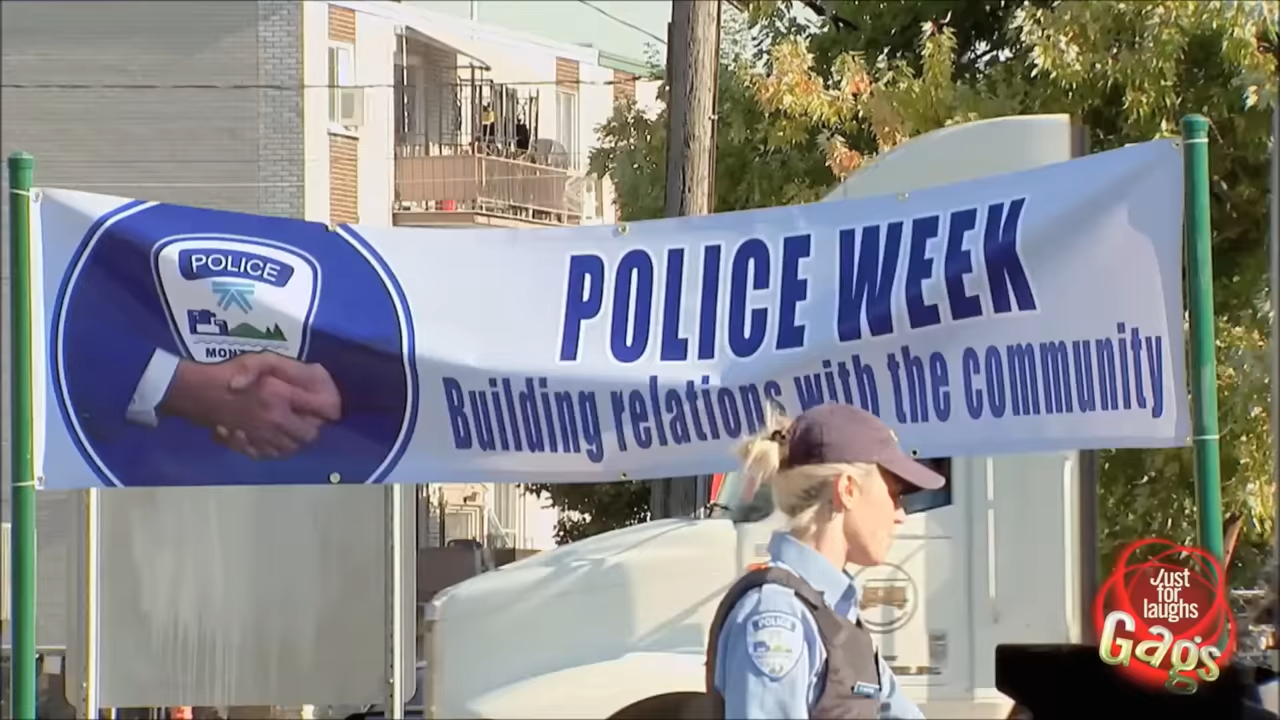 POLICE
MONT
POLICE WEEK
Building relations with the community
POLICE
Just
for
laughs
Gags